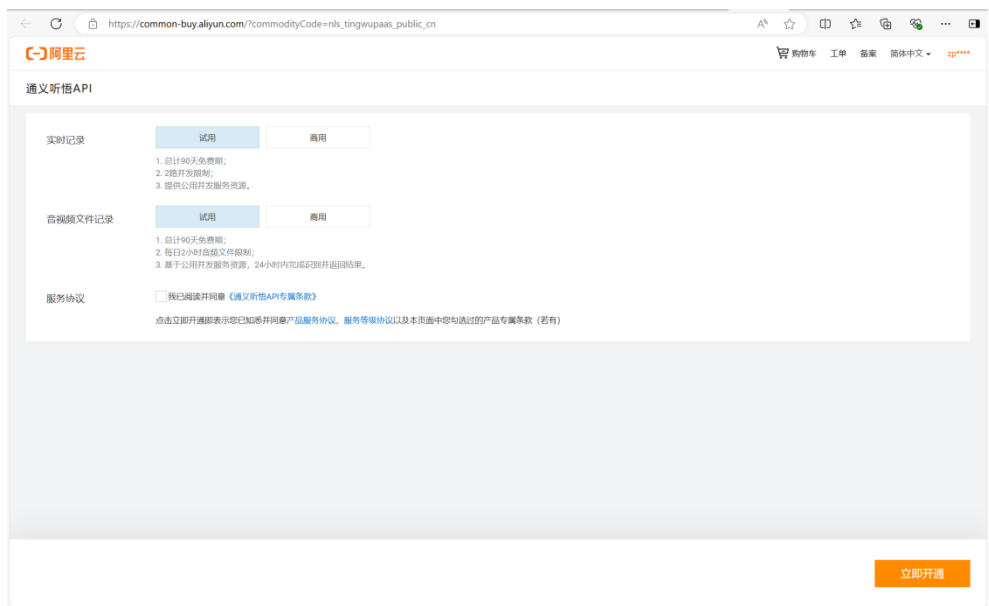 https://common-buy.aliyun.com/?commodityCode=nls_tingwupaas_public_cn
阿里云
购物车 工单 备案 简体中文 zp****
通义听悟API
实时记录 试用 商用
1. 总计90天免费期;
2. 2路并发限制;
3. 提供公用并发服务资源。
音视频文件记录 试用 商用
1. 总计90天免费期;
2. 每日2小时音频文件限制;
3. 基于公用并发服务资源，24小时内完成识别并返回结果。
服务协议 我已阅读并同意《通义听悟API专属条款》
点击立即开通即表示您已知悉并同意产品服务协议、服务等级协议以及本页面中您勾选过的产品专属条款（若有）
立即开通